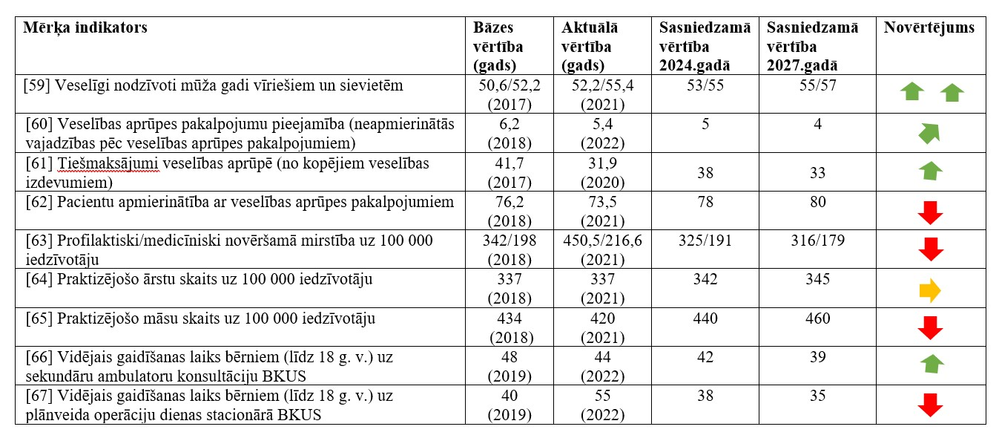 Mērķa indikators
Bāzes
vērtība
(gads)
Aktuālā
vērtība
(gads)
Sasniedzamā
vērtība
2024.gadā
Sasniedzamā
vērtība
2027.gadā
Novērtējums
[59] Veselīgi nodzīvoti mūža gadi vīriešiem un sievietēm
50,6/52,2
(2017)
52,2/55,4
(2021)
53/55
55/57
[60] Veselības aprūpes pakalpojumu pieejamība (neapmierinātās
vajadzības pēc veselības aprūpes pakalpojumiem)
6,2
(2018)
5,4
(2022)
5
4
[61] Tiešmaksājumi veselības aprūpē (no kopējiem veselības
izdevumiem)
41,7
(2017)
31,9
(2020)
38
33
[62] Pacientu apmierinātība ar veselības aprūpes pakalpojumiem
76,2
(2018)
73,5
(2021)
78
80
[63] Profilaktiski/medicīniski novēršamā mirstība uz 100 000
iedzīvotāju
342/198
(2018)
450,5/216,6
(2021)
325/191
316/179
[64] Praktizējošo ārstu skaits uz 100 000 iedzīvotāju
337
(2018)
337
(2021)
342
345
[65] Praktizējošo māsu skaits uz 100 000 iedzīvotāju
434
(2018)
420
(2021)
440
460
[66] Vidējais gaidīšanas laiks bērniem (līdz 18 g. v.) uz
sekundāru ambulatoru konsultāciju BKUS
48
(2019)
44
(2022)
42
39
[67] Vidējais gaidīšanas laiks bērniem (līdz 18 g. v.) uz
plānveida operāciju dienas stacionārā BKUS
40
(2019)
55
(2022)
38
35